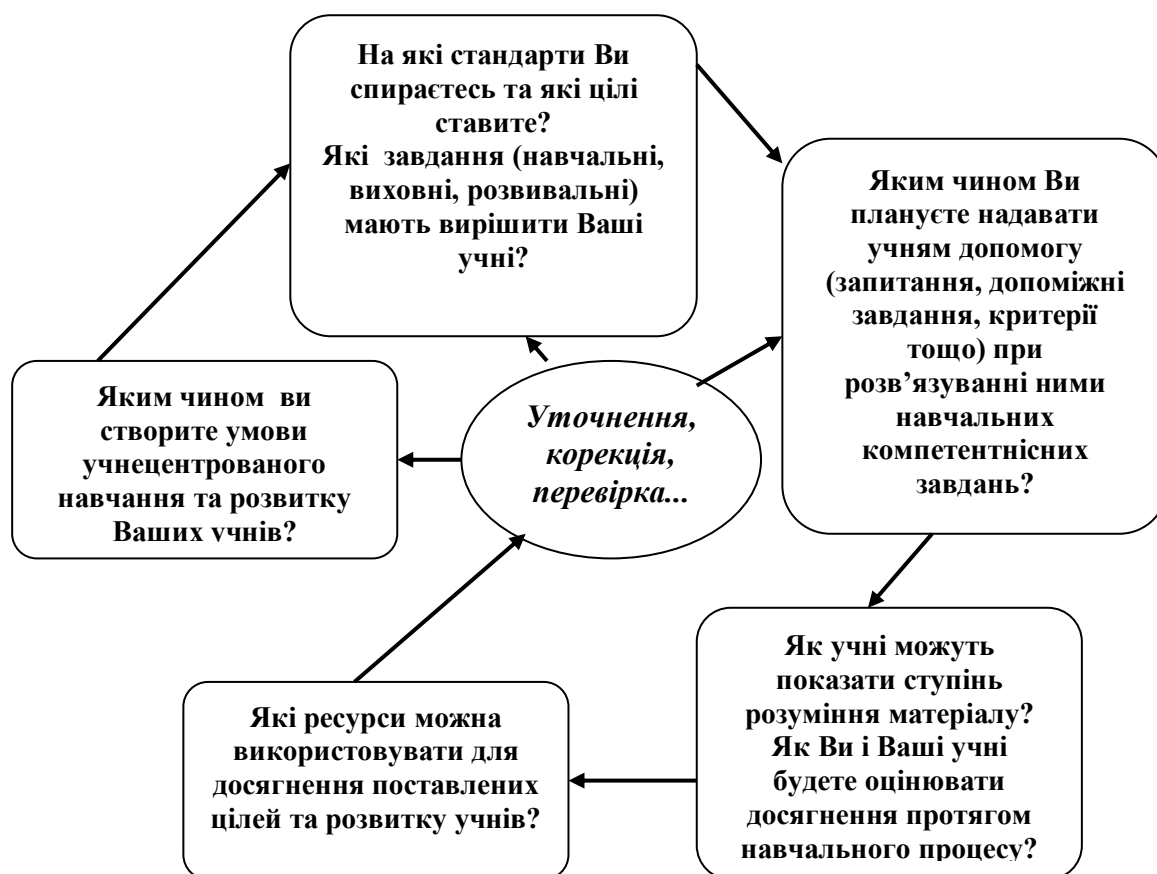 На які стандарти Ви
спираєтесь та які цілі
ставите?
Які завдання (навчальні,
виховні, розвивальні)
мають вирішити Ваші
учні?
Яким чином Ви
плануєте надавати
учням допомогу
(запитання, допоміжні
завдання, критерії
тощо) при
розв’язуванні ними
навчальних
компетентнісних
завдань?
Яким чином ви
створите умови
учнецентрованого
навчання та розвитку
Ваших учнів?
Уточнення,
корекція,
перевірка...
Як учні можуть
показати ступінь
розуміння матеріалу?
Як Ви і Ваші учні
будете оцінювати
досягнення протягом
навчального процесу?
Які ресурси можна
використовувати для
досягнення поставлених
цілей та розвитку учнів?